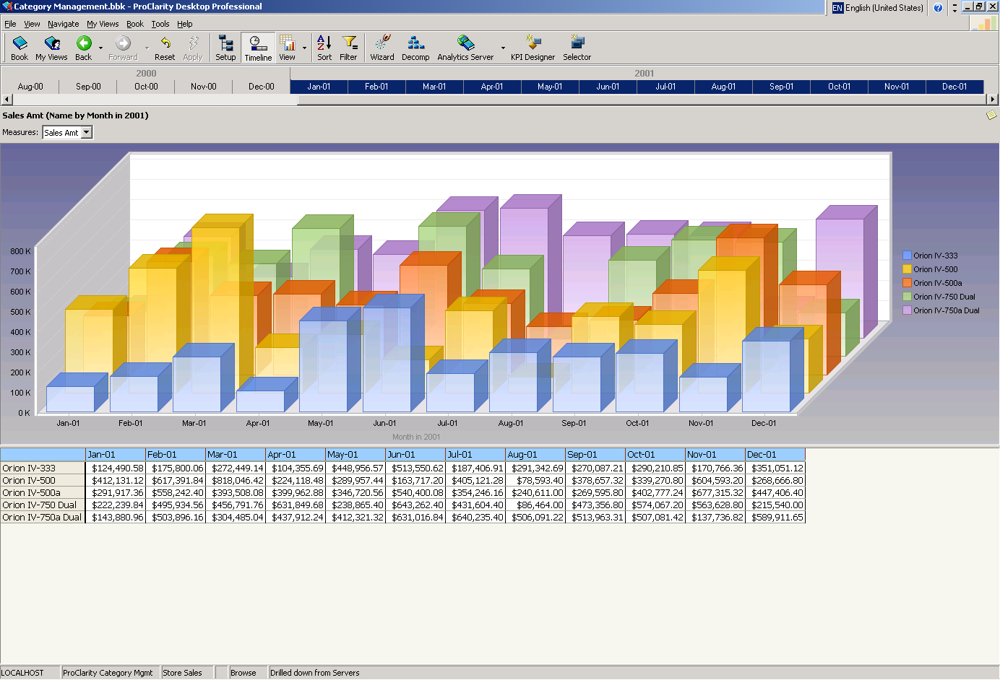 Category Management.bbk - ProClarity Desktop Professional
EN English (United States)
File View Navigate My Views Book Tools Help
Book My Views Back Forward Reset Apply Setup Timeline View Sort Filter Wizard Decomp Analytics Server KPI Designer Selector
2000 2001
Aug-00 Sep-00 Oct-00 Nov-00 Dec-00 Jan-01 Feb-01 Mar-01 Apr-01 May-01 Jun-01 Jul-01 Aug-01 Sep-01 Oct-01 Nov-01 Dec-01
Sales Amt (Name by Month in 2001)
Measures: Sales Amt
800 K
700 K
600 K
500 K
400 K
300 K
200 K
100 K
0 K
Jan-01 Feb-01 Mar-01 Apr-01 May-01 Jun-01 Jul-01 Aug-01 Sep-01 Oct-01 Nov-01 Dec-01
Month in 2001
Orion IV-333
Orion IV-500
Orion IV-500a
Orion IV-750 Dual
Orion IV-750a Dual
Jan-01 Feb-01 Mar-01 Apr-01 May-01 Jun-01 Jul-01 Aug-01 Sep-01 Oct-01 Nov-01 Dec-01
Orion IV-333 $124,490.58 $175,800.06 $272,449.14 $104,355.69 $448,956.57 $513,550.62 $187,406.91 $291,342.69 $270,087.21 $290,210.85 $170,766.36 $351,051.12
Orion IV-500 $412,131.12 $617,391.84 $818,046.42 $224,118.48 $289,957.44 $163,717.20 $405,121.28 $78,593.40 $378,657.32 $339,270.80 $604,593.20 $268,666.80
Orion IV-500a $291,917.36 $558,242.40 $393,508.08 $399,962.88 $346,720.56 $540,400.08 $354,246.16 $240,611.00 $269,595.80 $402,777.24 $677,315.32 $447,406.40
Orion IV-750 Dual $222,239.84 $495,934.56 $456,791.76 $631,849.68 $238,865.40 $643,262.40 $431,604.40 $86,464.00 $473,356.80 $574,067.20 $563,628.80 $215,540.00
Orion IV-750a Dual $143,880.96 $503,896.16 $304,485.04 $437,912.24 $412,321.32 $631,016.84 $640,235.40 $506,091.22 $513,963.31 $507,081.42 $137,736.82 $589,911.65
LOCALHOST ProClarity Category Mgmt Store Sales Browse Drilled down from Servers